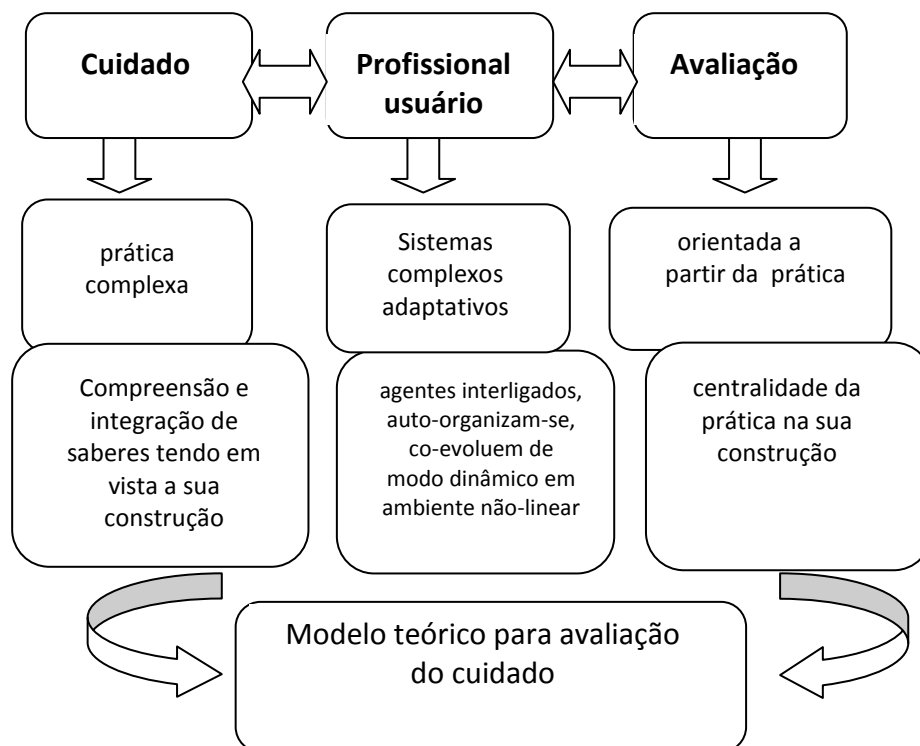 Cuidado
Profissional
usuário
Avaliação
prática
complexa
Sistemas
complexos
adaptativos
orientada a
partir da prática
Compreensão e
integração de
saberes tendo em
vista a sua
construção
agentes interligados,
auto-organizam-se,
co-evoluem de
modo dinâmico em
ambiente não-linear
centralidade da
prática na sua
construção
Modelo teórico para avaliação
do cuidado